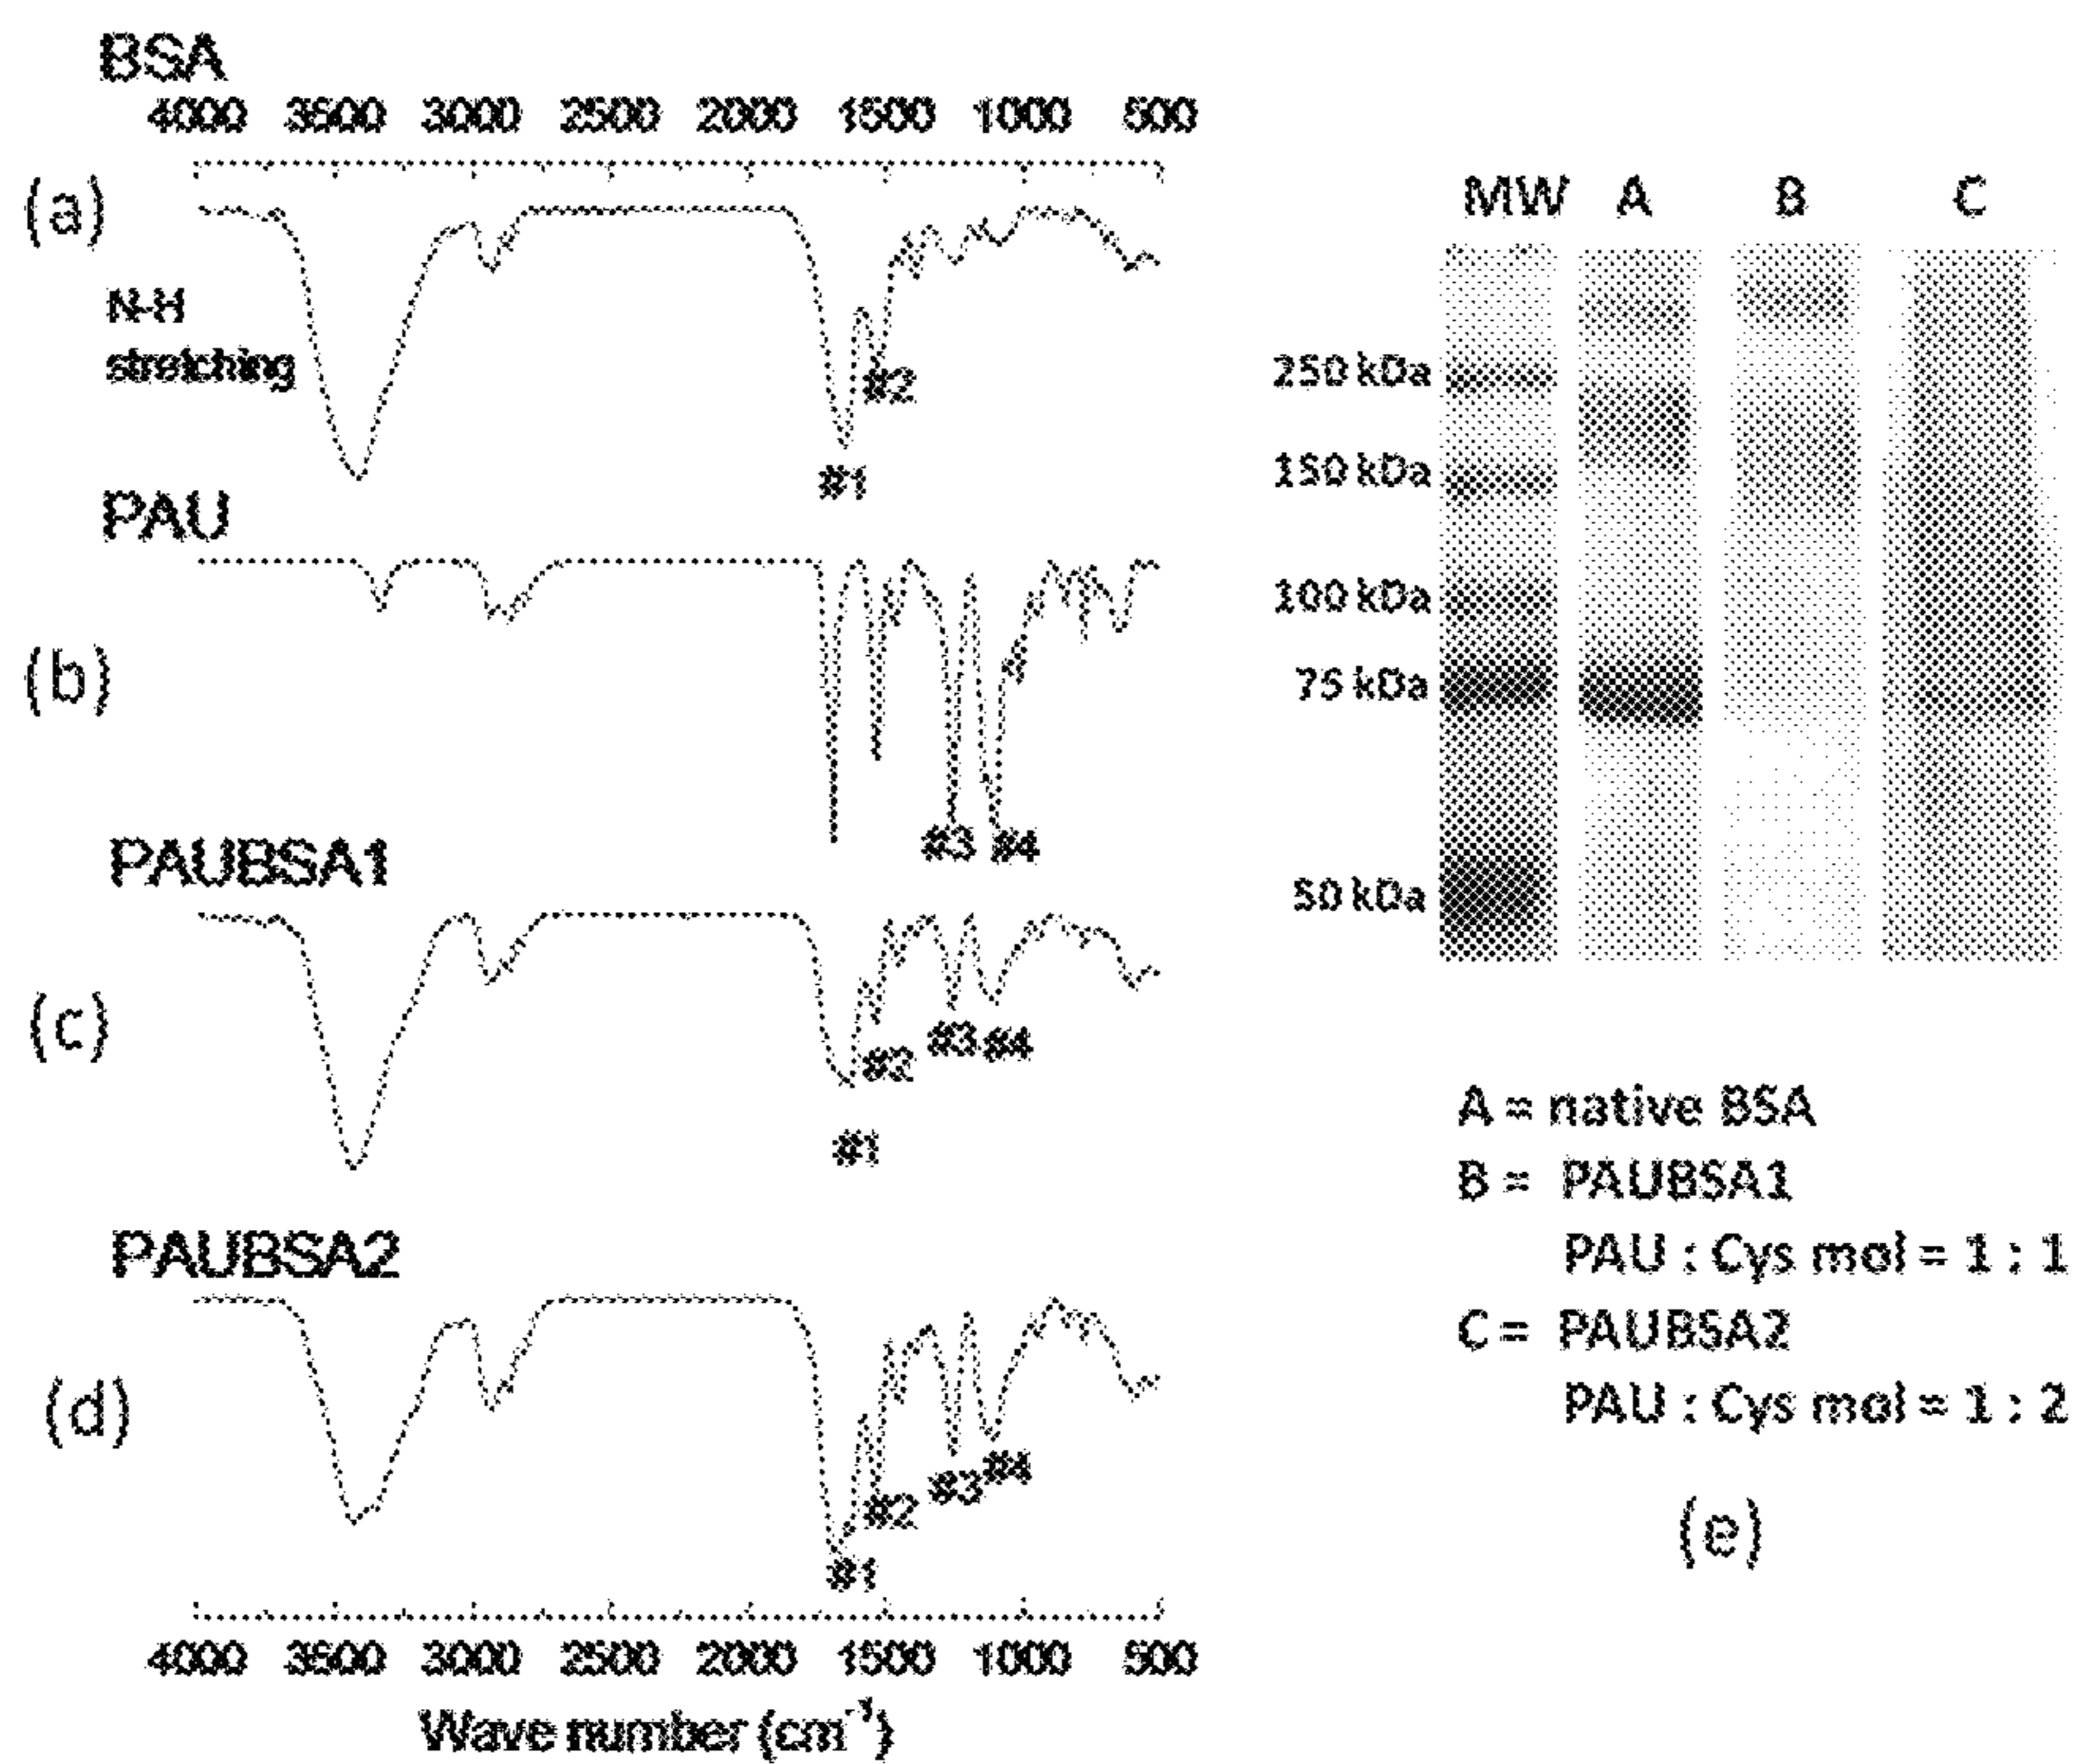 BSA
4000 3500 3000 2500 2000 1500 1000 500
(a)
N-H
stretching
#2
#1
PAU
(b)
#3 #4
PAUBSA1
(c)
#2 #3 #4
#1
PAUBSA2
(d)
#2 #3 #4
#1
4000 3500 3000 2500 2000 1500 1000 500
Wave number (cm⁻¹)
MW A B C
250 kDa
150 kDa
100 kDa
75 kDa
50 kDa
A = native BSA
B = PAUBSA1
PAU : Cys mol = 1 : 1
C = PAUBSA2
PAU : Cys mol = 1 : 2
(e)